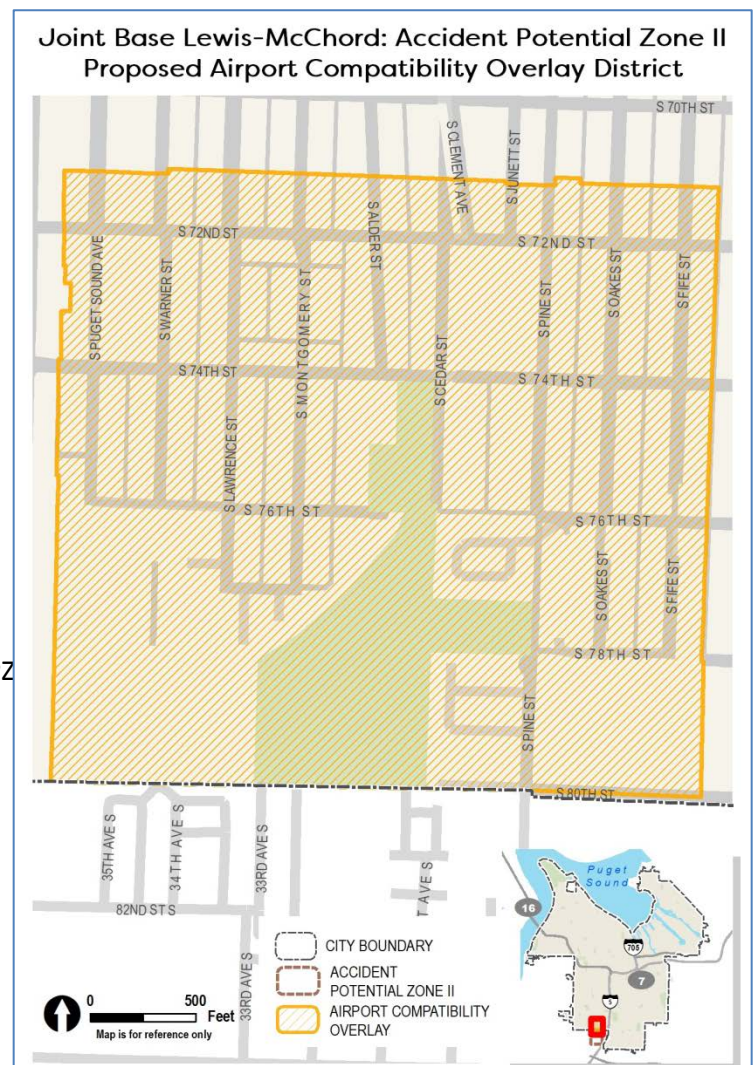 Joint Base Lewis-McChord: Accident Potential Zone II
Proposed Airport Compatibility Overlay District
S 70TH ST
S CLEMENT AVE
S JUNETT ST
S ALDER ST
S 72ND ST
S 72ND ST
S PUGET SOUND AVE
S WARNER ST
S MONTGOMERY ST
S CEDAR ST
S PINE ST
S OAKES ST
S FIFE ST
S 74TH ST
S 74TH ST
S LAWRENCE ST
S 76TH ST
S 76TH ST
S OAKES ST
S FIFE ST
Z
S 78TH ST
S PINE ST
S 80TH ST
35TH AVE S
34TH AVE S
33RD AVE S
T AVE S
82ND ST S
33RD AVE S
Puget
Sound
16
705
7
5
CITY BOUNDARY
ACCIDENT
POTENTIAL ZONE II
AIRPORT COMPATIBILITY
OVERLAY
0 500
Feet
Map is for reference only